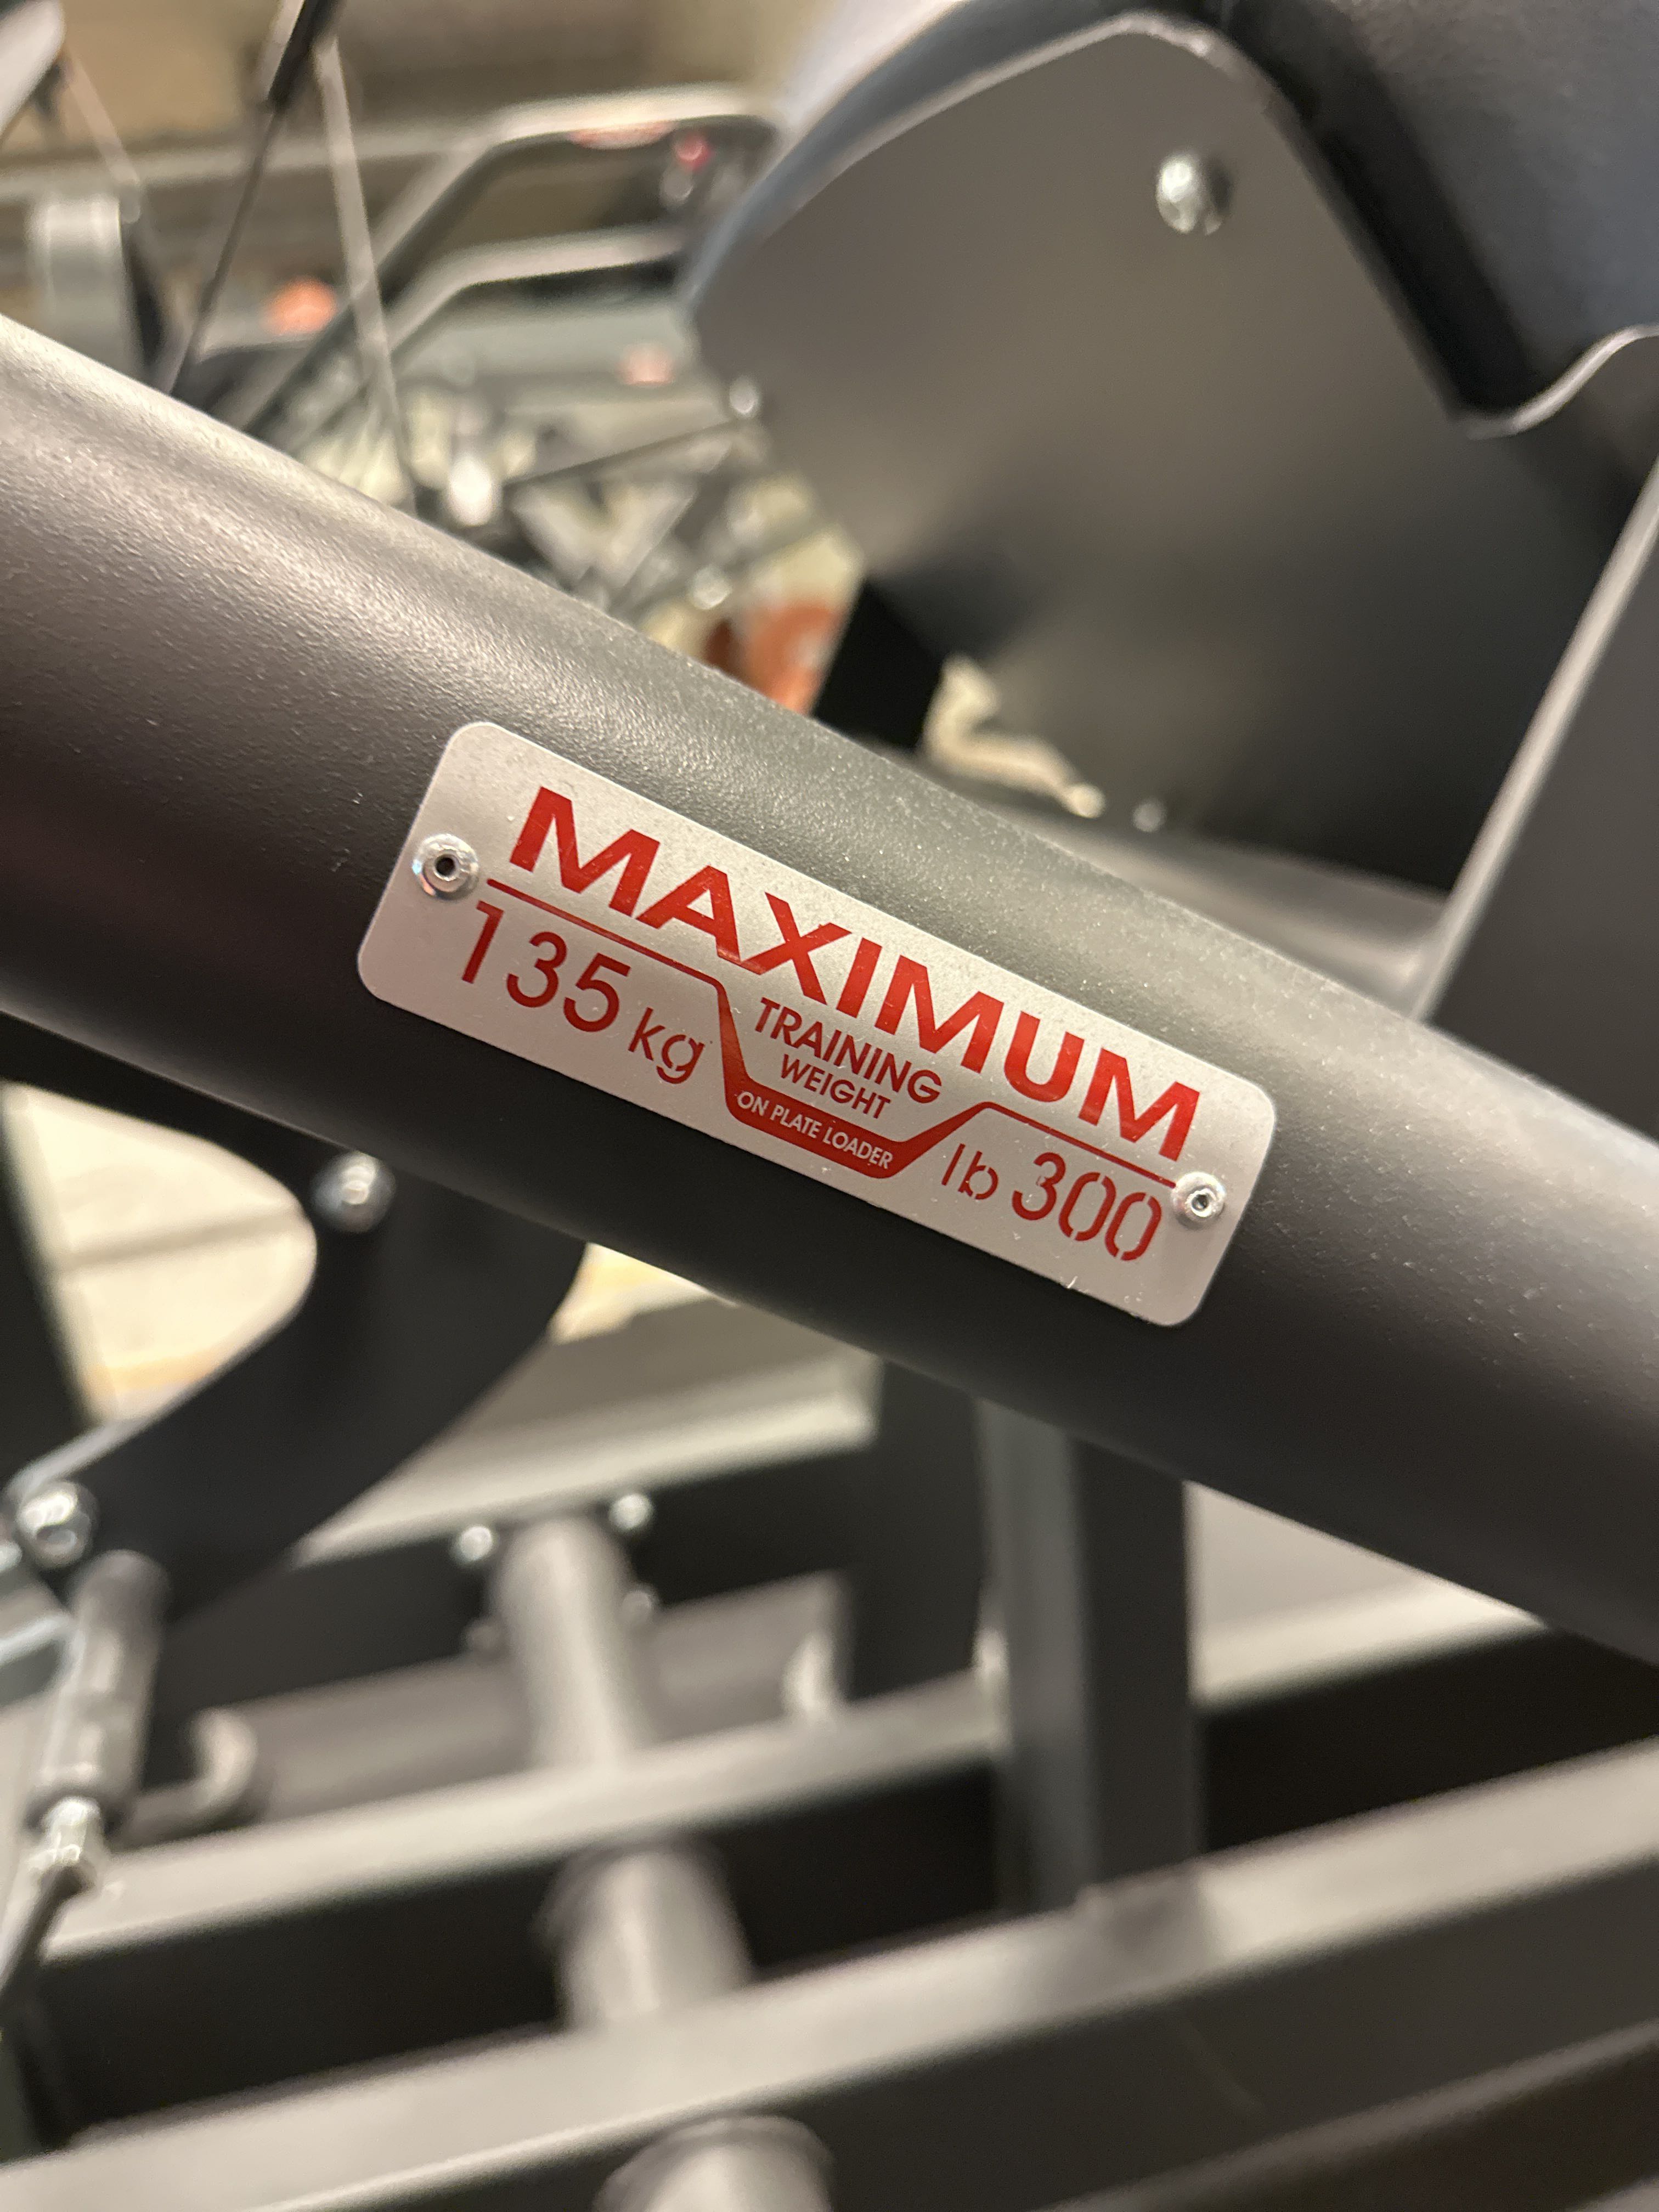 MAXIMUM
TRAINING
WEIGHT
ON PLATE LOADER
135 kg
lb 300